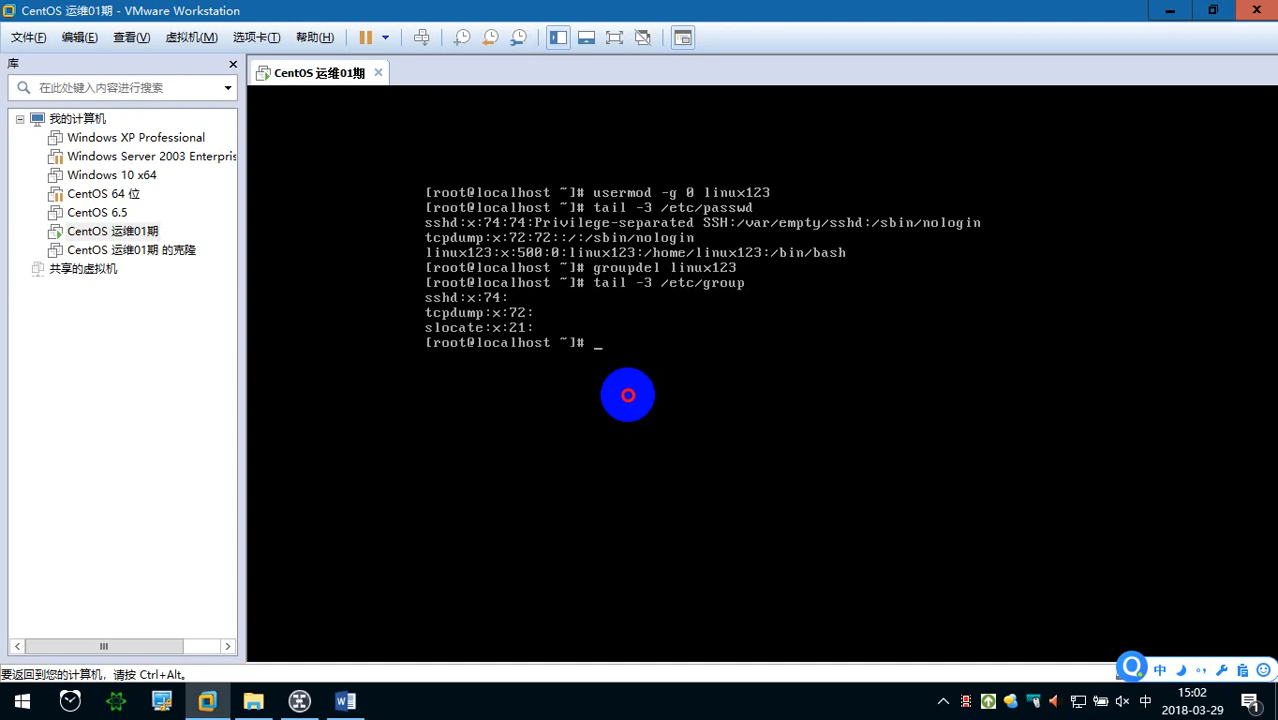 CentOS 运维01期 - VMware Workstation
文件(F) 编辑(E) 查看(V) 虚拟机(M) 选项卡(T) 帮助(H)
库
在此处键入内容进行搜索
我的计算机
Windows XP Professional
Windows Server 2003 Enterpris
Windows 10 x64
CentOS 64 位
CentOS 6.5
CentOS 运维01期
CentOS 运维01期 的克隆
共享的虚拟机
CentOS 运维01期
[root@localhost ~]# usermod -g 0 linux123
[root@localhost ~]# tail -3 /etc/passwd
sshd:x:74:74:Privilege-separated SSH:/var/empty/sshd:/sbin/nologin
tcpdump:x:72:72::/:/sbin/nologin
linux123:x:500:0:linux123:/home/linux123:/bin/bash
[root@localhost ~]# groupdel linux123
[root@localhost ~]# tail -3 /etc/group
sshd:x:74:
tcpdump:x:72:
slocate:x:21:
[root@localhost ~]# _
要返回到您的计算机，请按 Ctrl+Alt。
中
中
15:02
2018-03-29
1